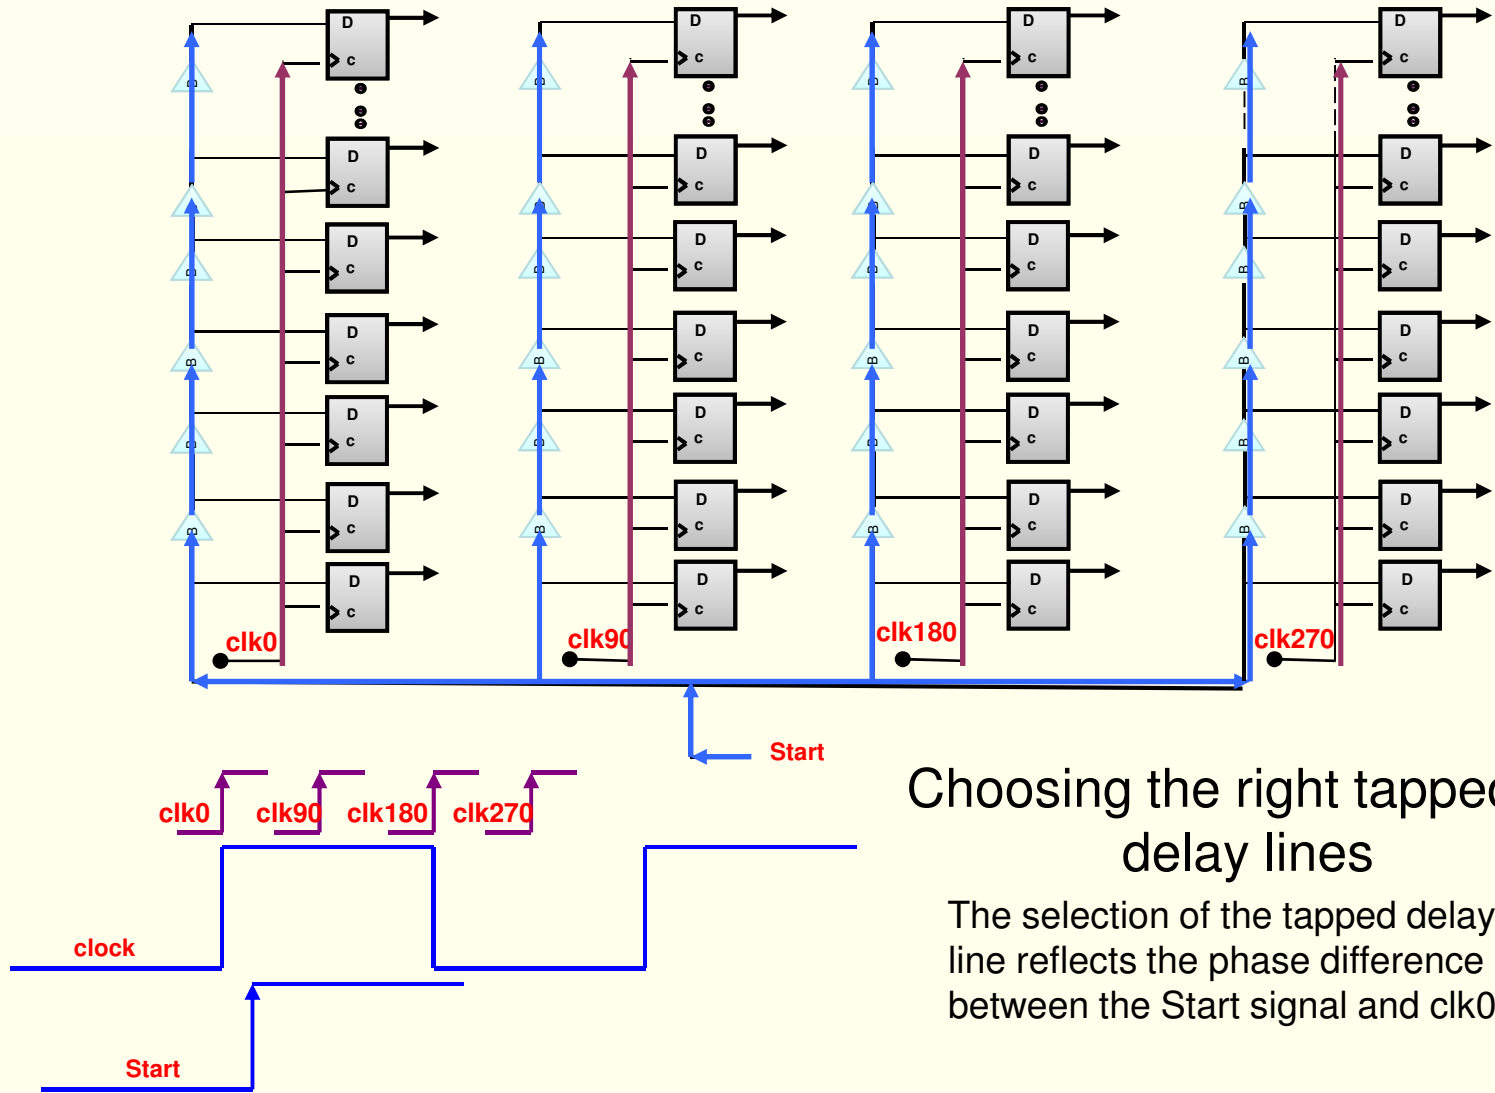 D D D D
c c c c
B B B B
D D D D
c c c c
B B B
D D D D
c c c c
B B B B
D D D D
c c c c
B B B B
D D D D
c c c c
B B B B
D D D D
c c c c
B B B B
D D D D
c c c c
clk0 clk90 clk180 clk270
Start
clk0 clk90 clk180 clk270
clock
Start
Choosing the right tapped
delay lines
The selection of the tapped delay
line reflects the phase difference
between the Start signal and clk0